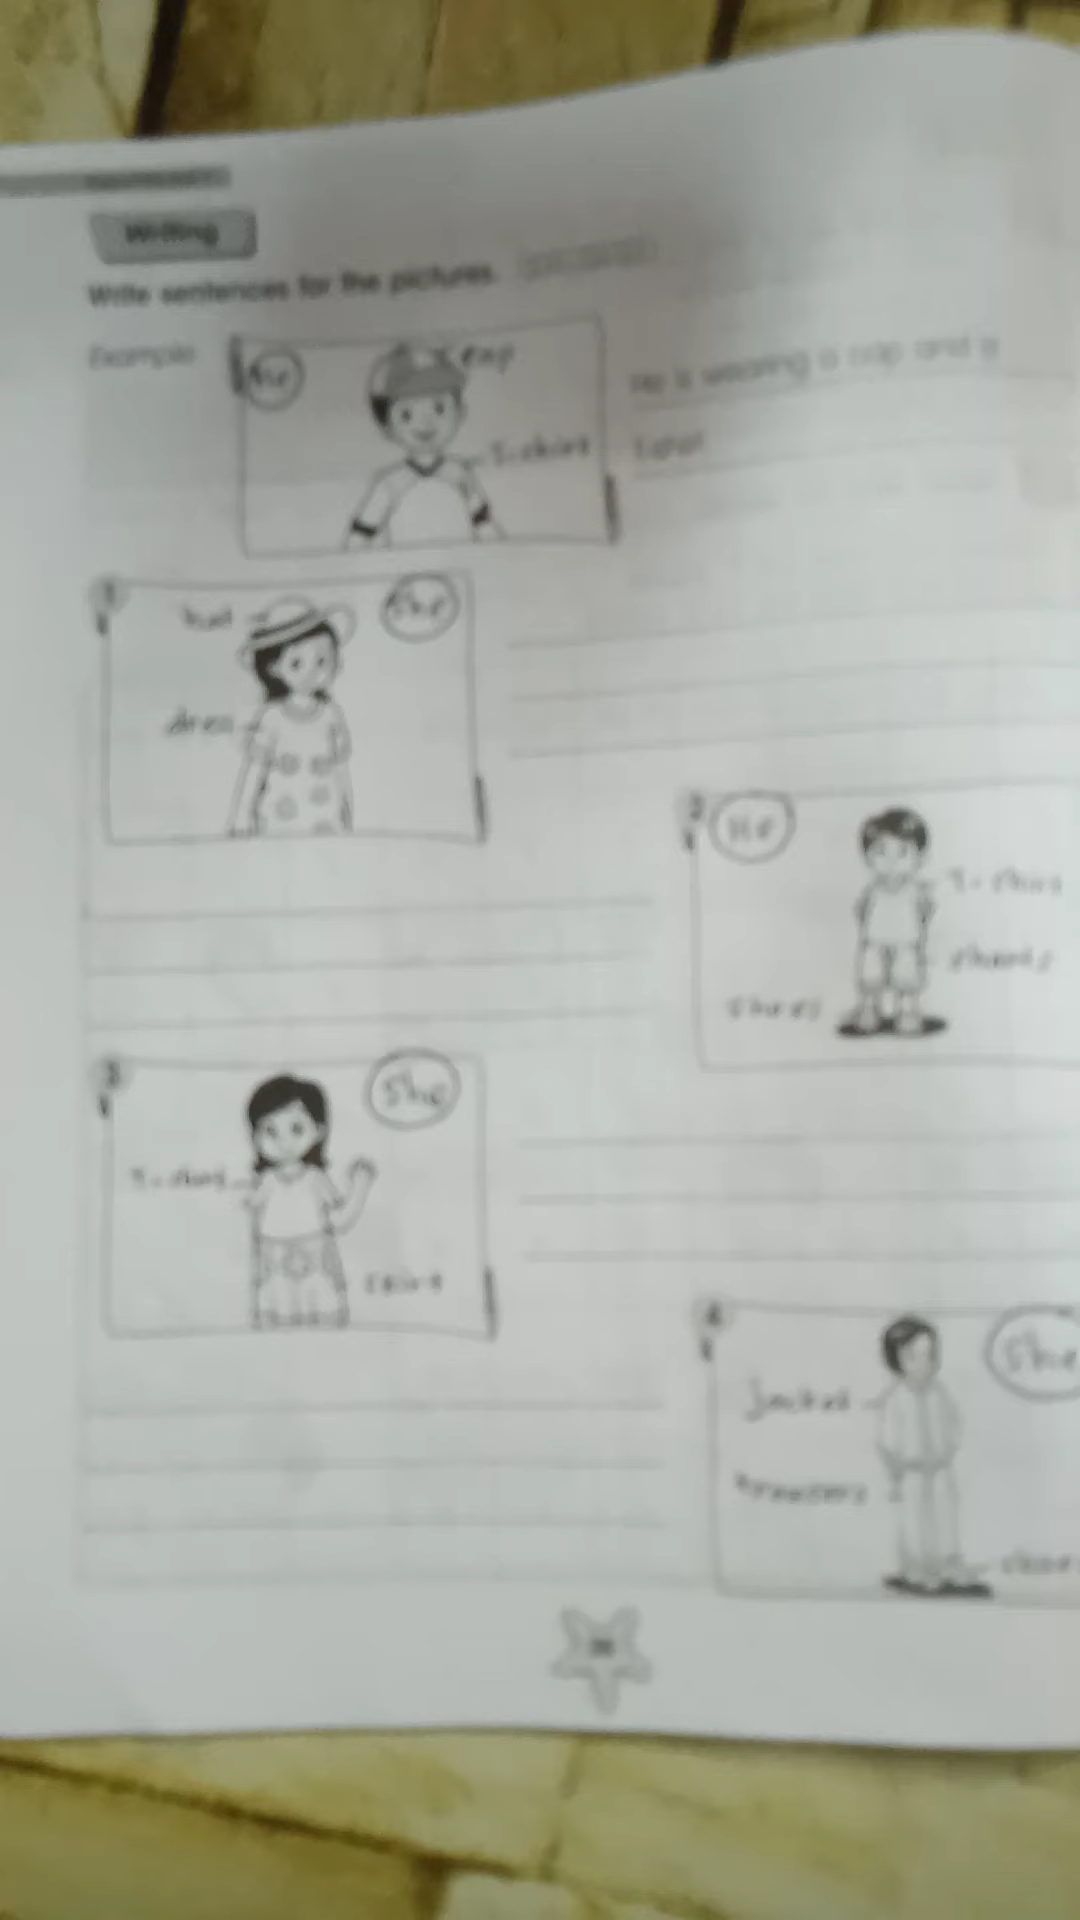 Writing
Write sentences for the pictures.
Example
He
cap
T-shirt
He is wearing a cap and a
T-shirt
1
She
hat
dress
2
He
T-shirt
shoes
3
She
T-shirt
skirt
4
She
Jacket
trousers